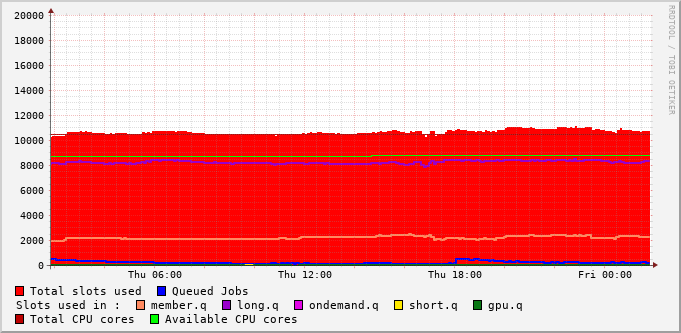 RRDTOOL / TOBI OETIKER
20000
18000
16000
14000
12000
10000
8000
6000
4000
2000
0
Thu 06:00 Thu 12:00 Thu 18:00 Fri 00:00
Total slots used Queued Jobs
Slots used in : member.q long.q ondemand.q short.q gpu.q
Total CPU cores Available CPU cores